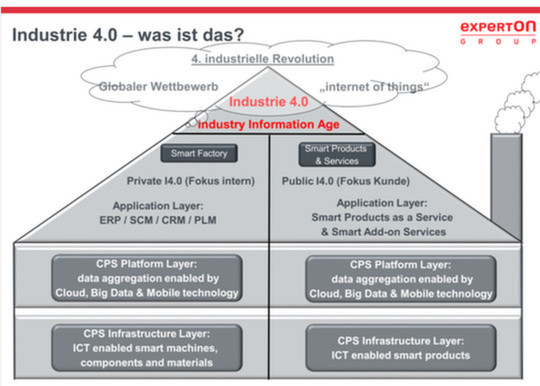 Industrie 4.0 – was ist das?
experton
GROUP
4. industrielle Revolution
Globaler Wettbewerb
„internet of things“
Industrie 4.0
Industry Information Age
Smart Factory
Smart Products
& Services
Private I4.0 (Fokus intern)
Public I4.0 (Fokus Kunde)
Application Layer:
ERP / SCM / CRM / PLM
Application Layer:
Smart Products as a Service
& Smart Add-on Services
CPS Platform Layer:
data aggregation enabled by
Cloud, Big Data & Mobile technology
CPS Platform Layer:
data aggregation enabled by
Cloud, Big Data & Mobile technology
CPS Infrastructure Layer:
ICT enabled smart machines,
components and materials
CPS Infrastructure Layer:
ICT enabled smart products